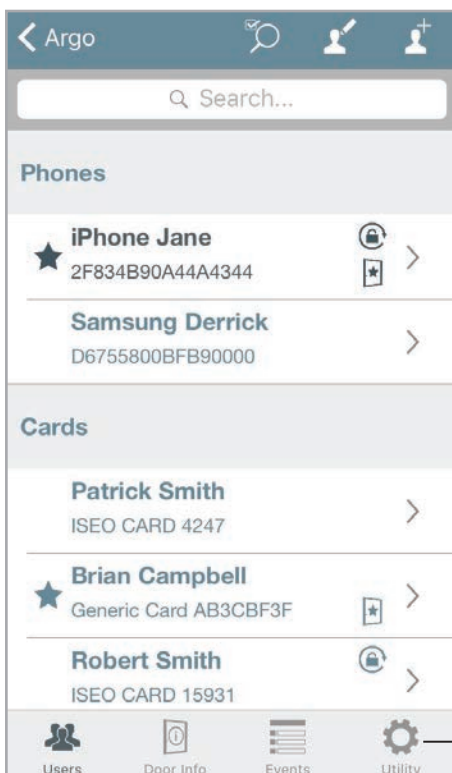 Argo
Search...
Phones
iPhone Jane
2F834B90A44A4344
Samsung Derrick
D6755800BFB90000
Cards
Patrick Smith
ISEO CARD 4247
Brian Campbell
Generic Card AB3CBF3F
Robert Smith
ISEO CARD 15931
Users Door Info Events Utility